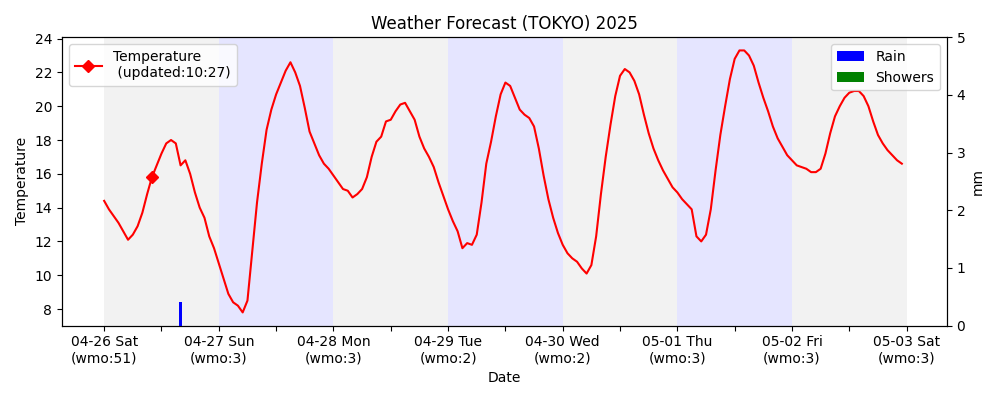 Weather Forecast (TOKYO) 2025
Temperature
(updated:10:27)
Rain
Showers
24
22
20
18
16
14
12
10
8
Temperature
5
4
3
2
1
0
mm
04-26 Sat
(wmo:51)
04-27 Sun
(wmo:3)
04-28 Mon
(wmo:3)
04-29 Tue
(wmo:2)
04-30 Wed
(wmo:2)
05-01 Thu
(wmo:3)
05-02 Fri
(wmo:3)
05-03 Sat
(wmo:3)
Date